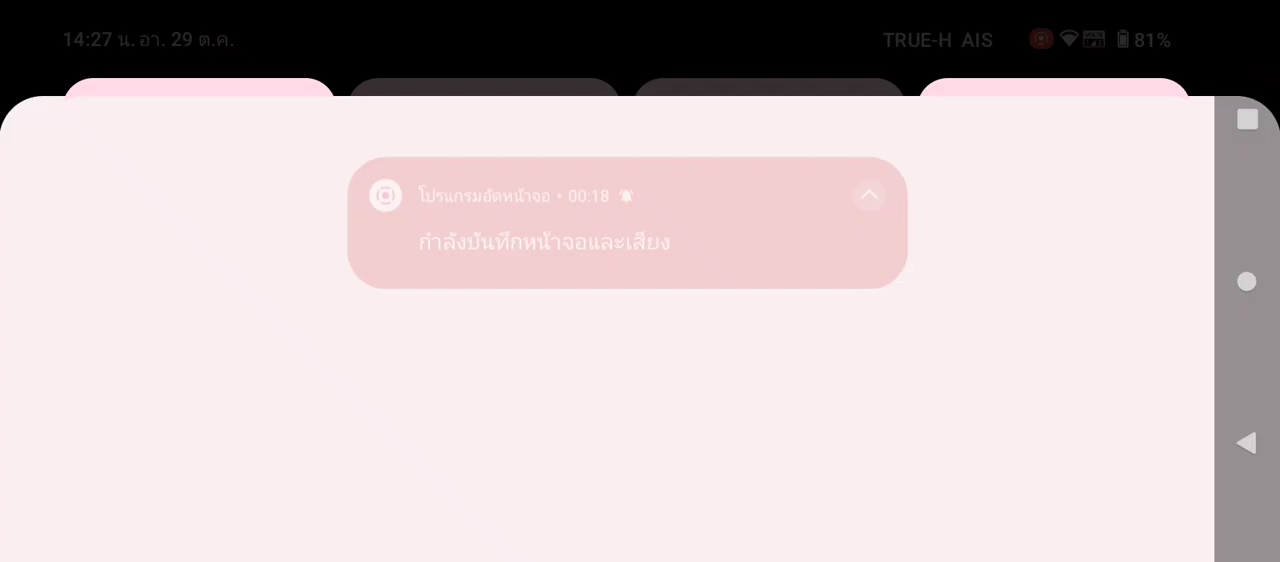 14:27 น. อา. 29 ต.ค.
TRUE-H AIS
81%
โปรแกรมอัดหน้าจอ • 00:18
กำลังบันทึกหน้าจอและเสียง